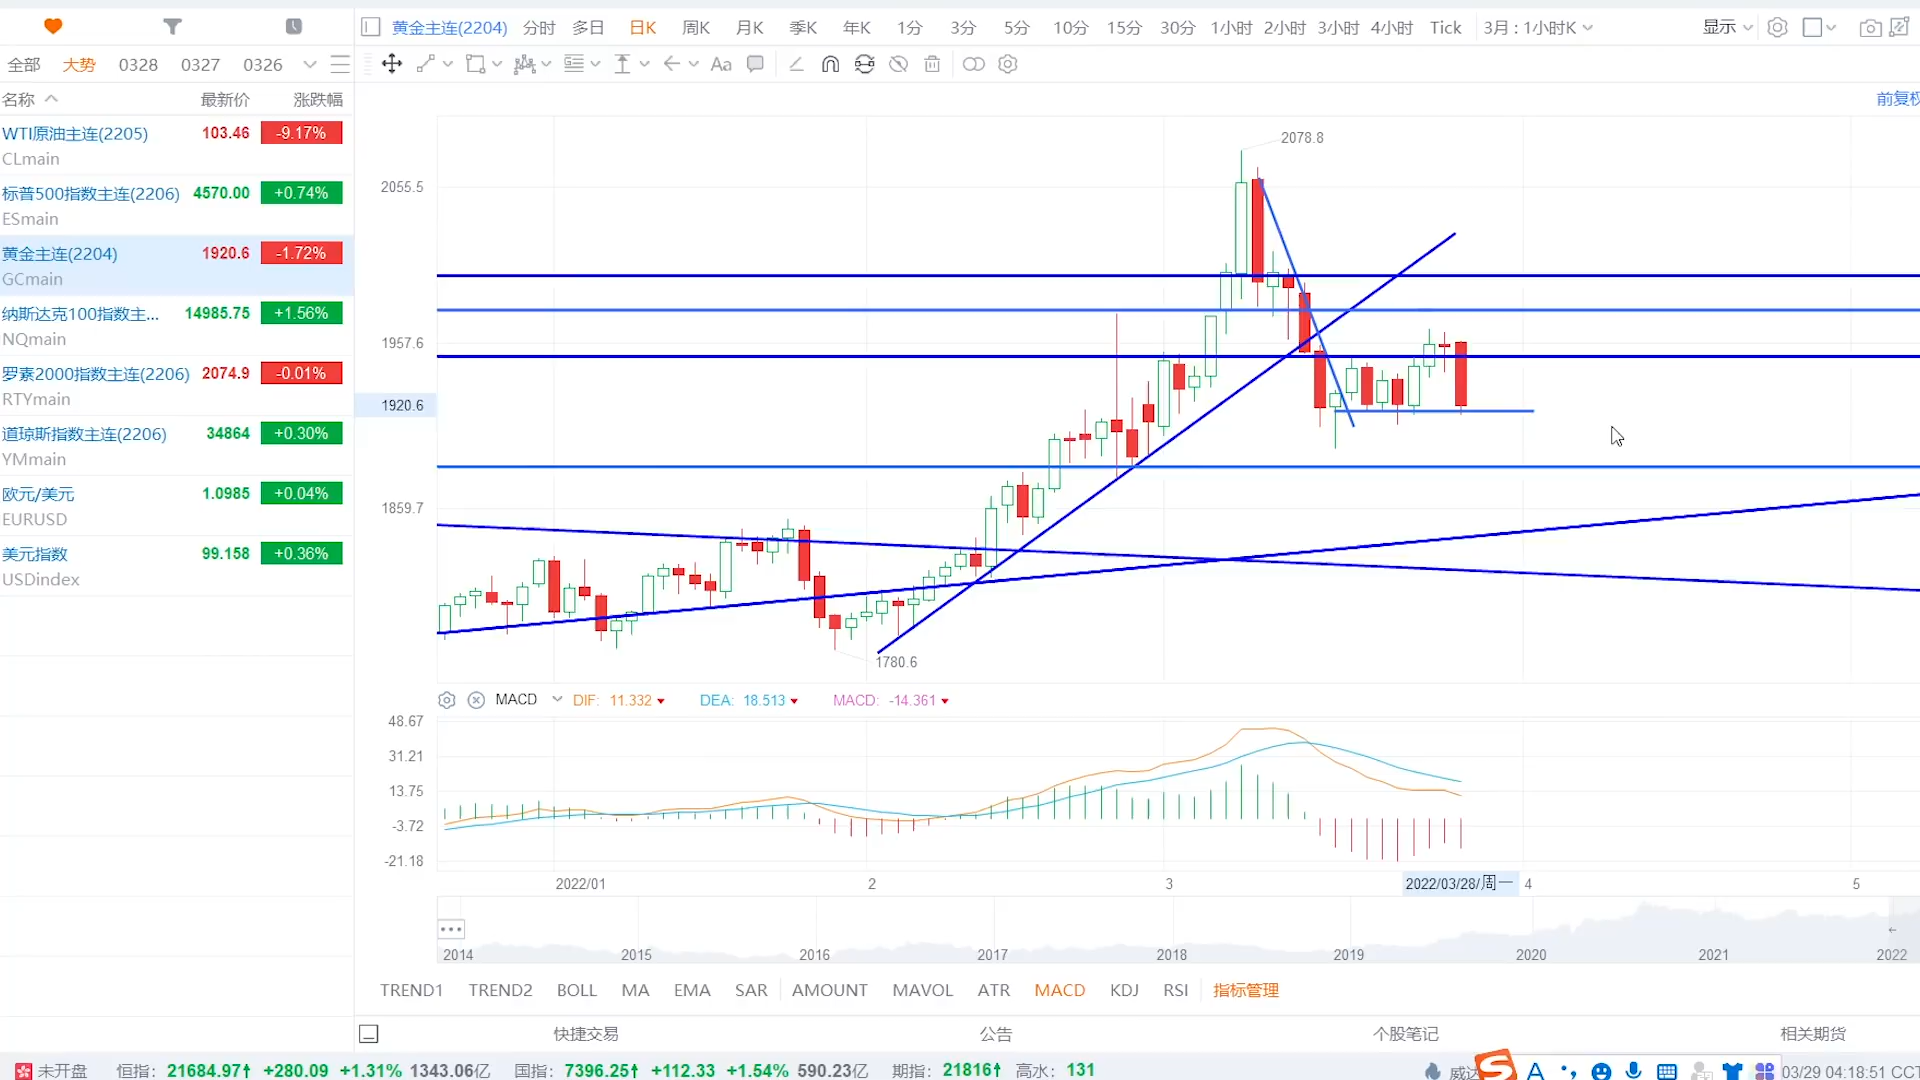 黄金主连(2204) 分时 多日 日K 周K 月K 季K 年K 1分 3分 5分 10分 15分 30分 1小时 2小时 3小时 4小时 Tick 3月 : 1小时K 显示
全部 大势 0328 0327 0326
Aa
名称 最新价 涨跌幅
前复权
WTI原油主连(2205) 103.46 -9.17%
CLmain
标普500指数主连(2206) 4570.00 +0.74%
ESmain
黄金主连(2204) 1920.6 -1.72%
GCmain
纳斯达克100指数主... 14985.75 +1.56%
NQmain
罗素2000指数主连(2206) 2074.9 -0.01%
RTYmain
道琼斯指数主连(2206) 34864 +0.30%
YMmain
欧元/美元 1.0985 +0.04%
EURUSD
美元指数 99.158 +0.36%
USDindex
2078.8
2055.5
1957.6
1920.6
1859.7
1780.6
MACD DIF: 11.332 DEA: 18.513 MACD: -14.361
48.67
31.21
13.75
-3.72
-21.18
2022/01 2 3 2022/03/28/周一 4 5
2014 2015 2016 2017 2018 2019 2020 2021 2022
TREND1 TREND2 BOLL MA EMA SAR AMOUNT MAVOL ATR MACD KDJ RSI 指标管理
快捷交易 公告 个股笔记 相关期货
未开盘 恒指: 21684.97↑ +280.09 +1.31% 1343.06亿 国指: 7396.25↑ +112.33 +1.54% 590.23亿 期指: 21816↑ 高水: 131 威达 03/29 04:18:51 CCT